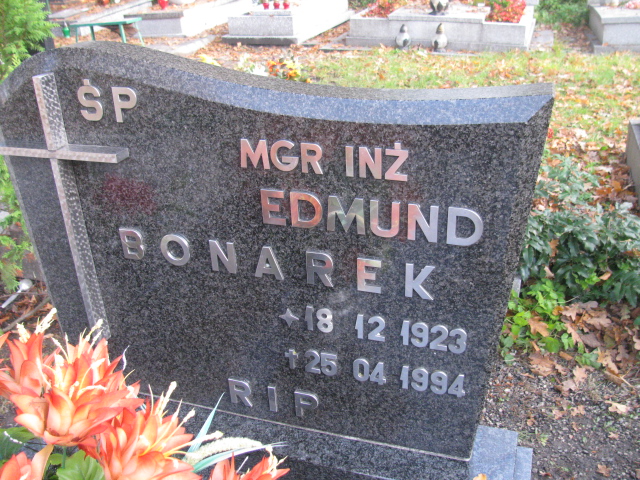 ŚP
MGR INŻ
EDMUND
BONAREK
18 12 1923
✝ 25 04 1994
RIP